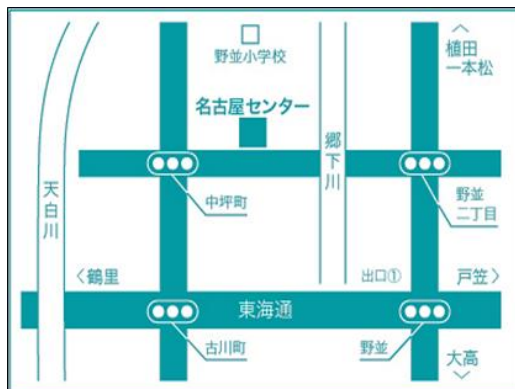 野並小学校
植田
一本松
名古屋センター
郷下川
天白川
中坪町
野並
二丁目
〈鶴里
出口①
戸笠〉
東海通
古川町
野並
大高